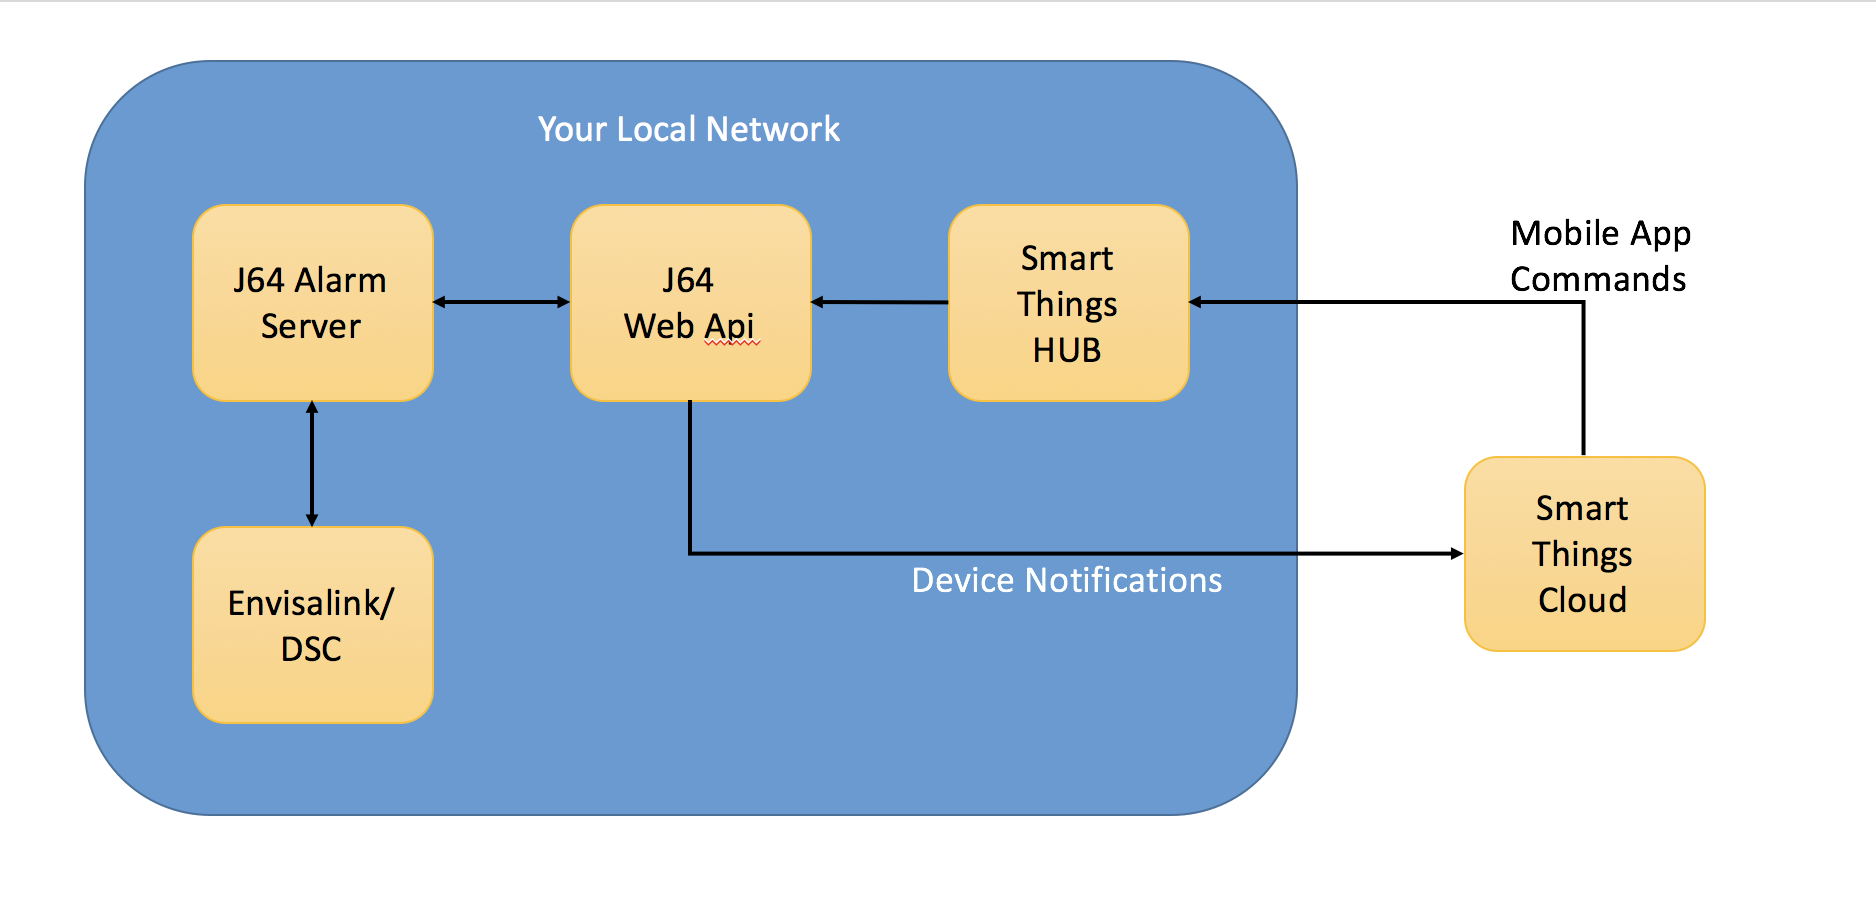 Your Local Network
J64 Alarm
Server
J64
Web Api
Smart
Things
HUB
Mobile App
Commands
Envisalink/
DSC
Device Notifications
Smart
Things
Cloud